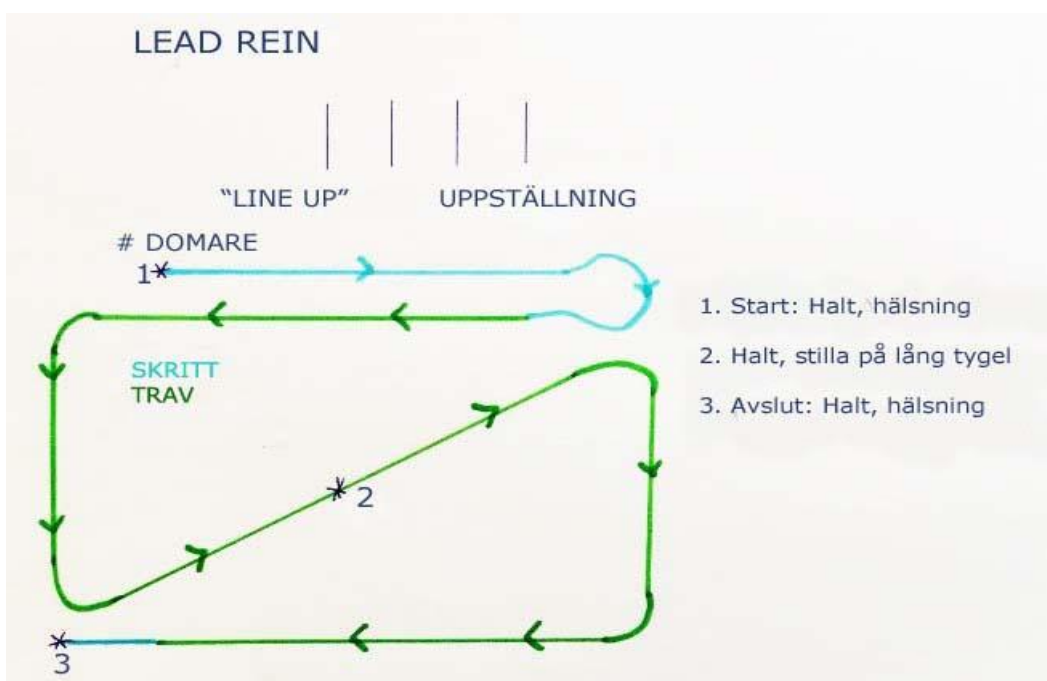 LEAD REIN
“LINE UP” UPPSTÄLLNING
# DOMARE
1
1. Start: Halt, hälsning
2. Halt, stilla på lång tygel
3. Avslut: Halt, hälsning
SKRITT
TRAV
2
3